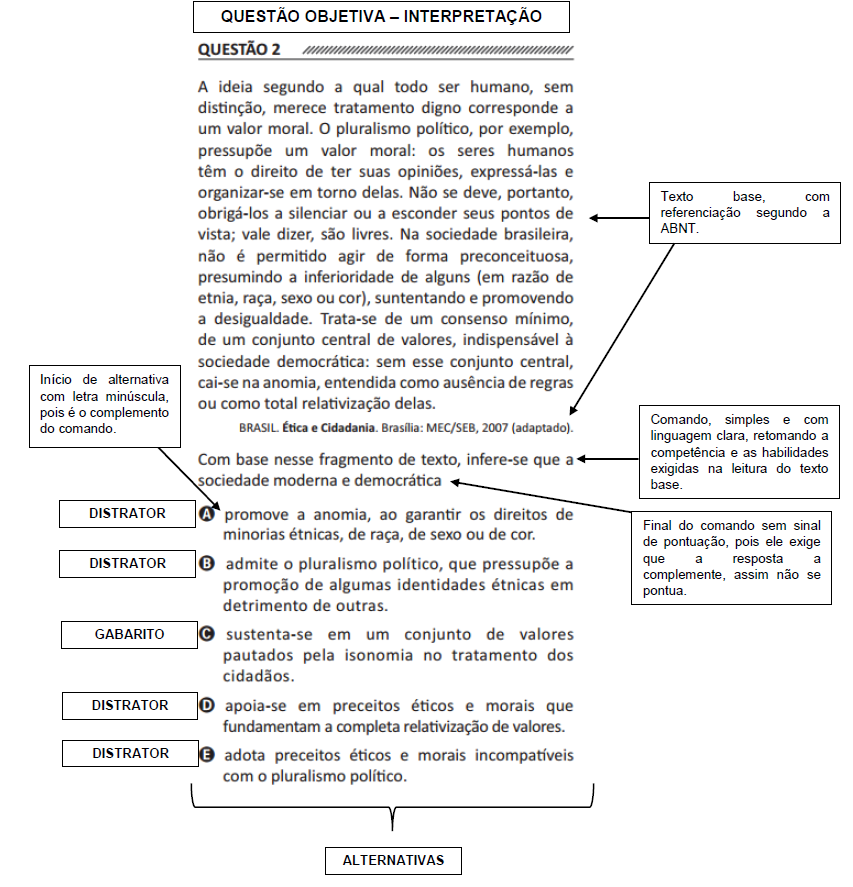 QUESTÃO OBJETIVA – INTERPRETAÇÃO
QUESTÃO 2
A ideia segundo a qual todo ser humano, sem
distinção, merece tratamento digno corresponde a
um valor moral. O pluralismo político, por exemplo,
pressupõe um valor moral: os seres humanos
têm o direito de ter suas opiniões, expressá-las e
organizar-se em torno delas. Não se deve, portanto,
obrigá-los a silenciar ou a esconder seus pontos de
vista; vale dizer, são livres. Na sociedade brasileira,
não é permitido agir de forma preconceituosa,
presumindo a inferioridade de alguns (em razão de
etnia, raça, sexo ou cor), suntentando e promovendo
a desigualdade. Trata-se de um consenso mínimo,
de um conjunto central de valores, indispensável à
sociedade democrática: sem esse conjunto central,
cai-se na anomia, entendida como ausência de regras
ou como total relativização delas.
BRASIL. Ética e Cidadania. Brasília: MEC/SEB, 2007 (adaptado).
Texto base, com
referenciação segundo a
ABNT.
Com base nesse fragmento de texto, infere-se que a
sociedade moderna e democrática
Comando, simples e com
linguagem clara, retomando a
competência e as habilidades
exigidas na leitura do texto
base.
Final do comando sem sinal
de pontuação, pois ele exige
que a resposta a
complemente, assim não se
pontua.
Início de alternativa
com letra minúscula,
pois é o complemento
do comando.
DISTRATOR
A promove a anomia, ao garantir os direitos de
minorias étnicas, de raça, de sexo ou de cor.
DISTRATOR
B admite o pluralismo político, que pressupõe a
promoção de algumas identidades étnicas em
detrimento de outras.
GABARITO
C sustenta-se em um conjunto de valores
pautados pela isonomia no tratamento dos
cidadãos.
DISTRATOR
D apoia-se em preceitos éticos e morais que
fundamentam a completa relativização de valores.
DISTRATOR
E adota preceitos éticos e morais incompatíveis
com o pluralismo político.
ALTERNATIVAS